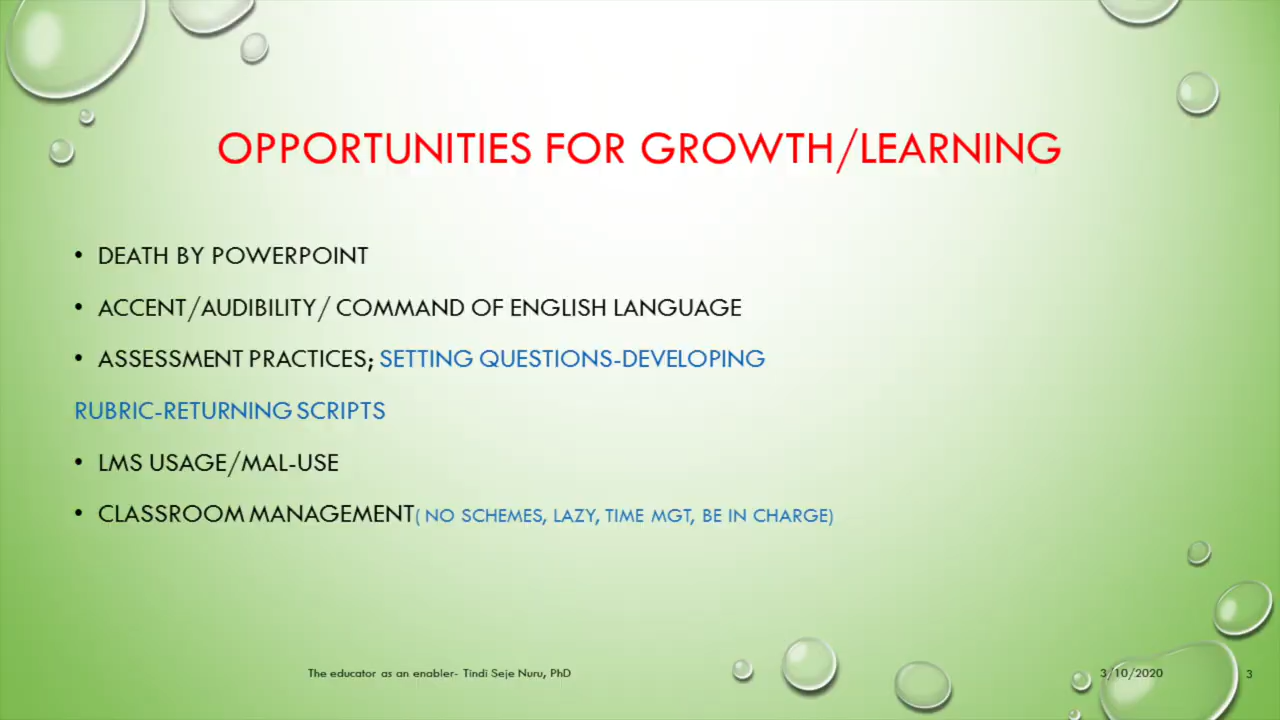 OPPORTUNITIES FOR GROWTH/LEARNING
• DEATH BY POWERPOINT
• ACCENT/AUDIBILITY/ COMMAND OF ENGLISH LANGUAGE
• ASSESSMENT PRACTICES; SETTING QUESTIONS-DEVELOPING
RUBRIC-RETURNING SCRIPTS
• LMS USAGE/MAL-USE
• CLASSROOM MANAGEMENT( NO SCHEMES, LAZY, TIME MGT, BE IN CHARGE)
The educator as an enabler- Tindi Seje Nuru, PhD
3/10/2020
3